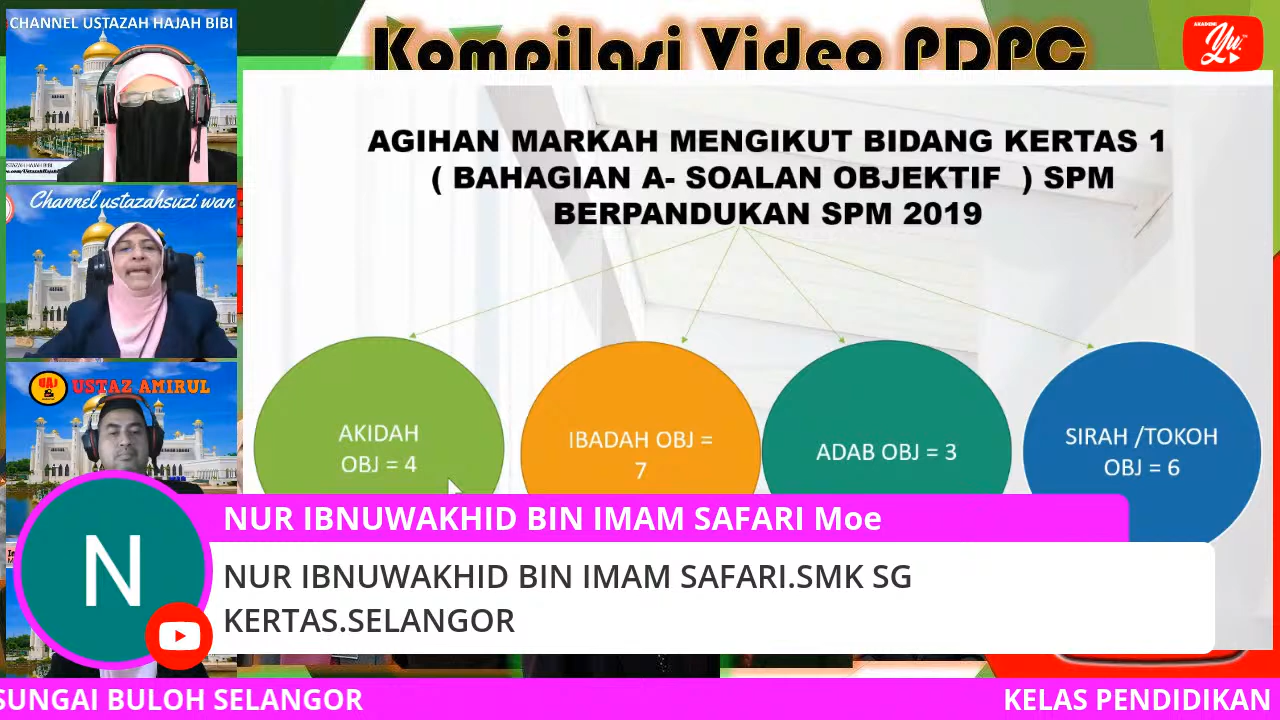 CHANNEL USTAZAH HAJAH BIBI
Kompilasi Video PDPC
AKADEMI
YW
Channel ustazahsuzi wan
UAJ
USTAZ AMIRUL
AGIHAN MARKAH MENGIKUT BIDANG KERTAS 1
( BAHAGIAN A- SOALAN OBJEKTIF ) SPM
BERPANDUKAN SPM 2019
AKIDAH
OBJ = 4
IBADAH OBJ =
7
ADAB OBJ = 3
SIRAH /TOKOH
OBJ = 6
N
NUR IBNUWAKHID BIN IMAM SAFARI Moe
NUR IBNUWAKHID BIN IMAM SAFARI.SMK SG
KERTAS.SELANGOR
SUNGAI BULOH SELANGOR
KELAS PENDIDIKAN